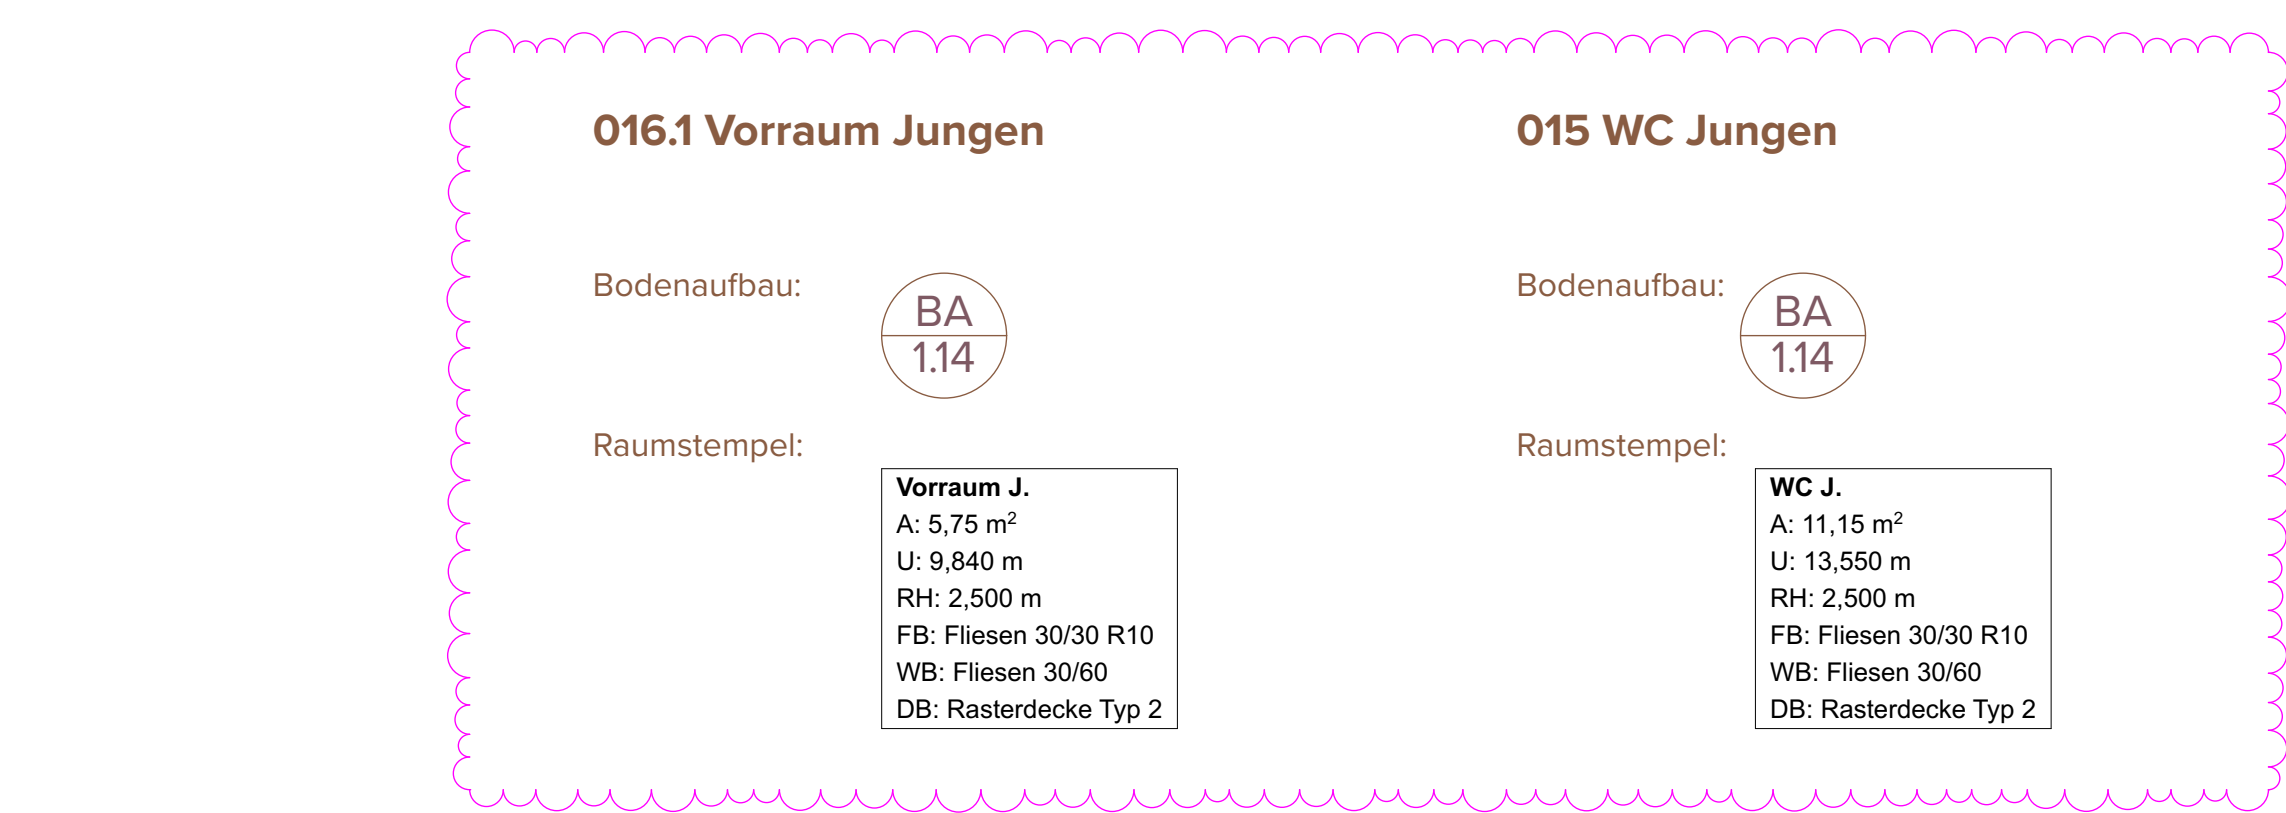 016.1 Vorraum Jungen
Bodenaufbau:
BA
1.14
Raumstempel:
Vorraum J.
A: 5,75 m²
U: 9,840 m
RH: 2,500 m
FB: Fliesen 30/30 R10
WB: Fliesen 30/60
DB: Rasterdecke Typ 2
015 WC Jungen
Bodenaufbau:
BA
1.14
Raumstempel:
WC J.
A: 11,15 m²
U: 13,550 m
RH: 2,500 m
FB: Fliesen 30/30 R10
WB: Fliesen 30/60
DB: Rasterdecke Typ 2